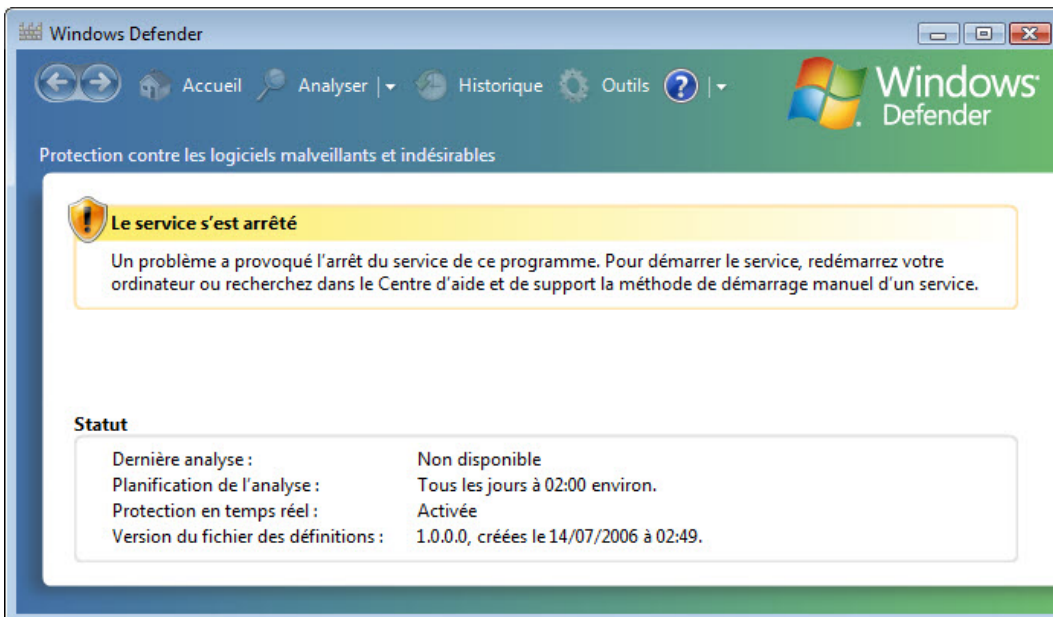 Windows Defender
Accueil Analyser Historique Outils ?
Windows
Defender
Protection contre les logiciels malveillants et indésirables
Le service s’est arrêté
Un problème a provoqué l’arrêt du service de ce programme. Pour démarrer le service, redémarrez votre
ordinateur ou recherchez dans le Centre d’aide et de support la méthode de démarrage manuel d’un service.
Statut
Dernière analyse : Non disponible
Planification de l’analyse : Tous les jours à 02:00 environ.
Protection en temps réel : Activée
Version du fichier des définitions : 1.0.0.0, créées le 14/07/2006 à 02:49.